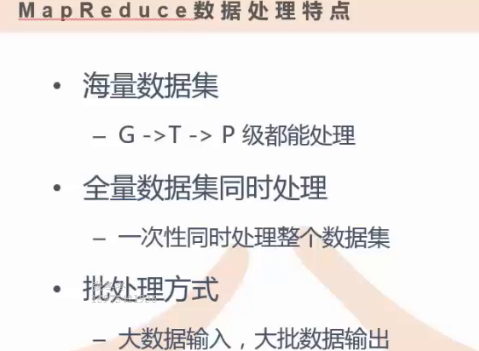 MapReduce数据处理特点
• 海量数据集
– G ->T -> P 级都能处理
• 全量数据集同时处理
– 一次性同时处理整个数据集
• 批处理方式
– 大数据输入，大批数据输出